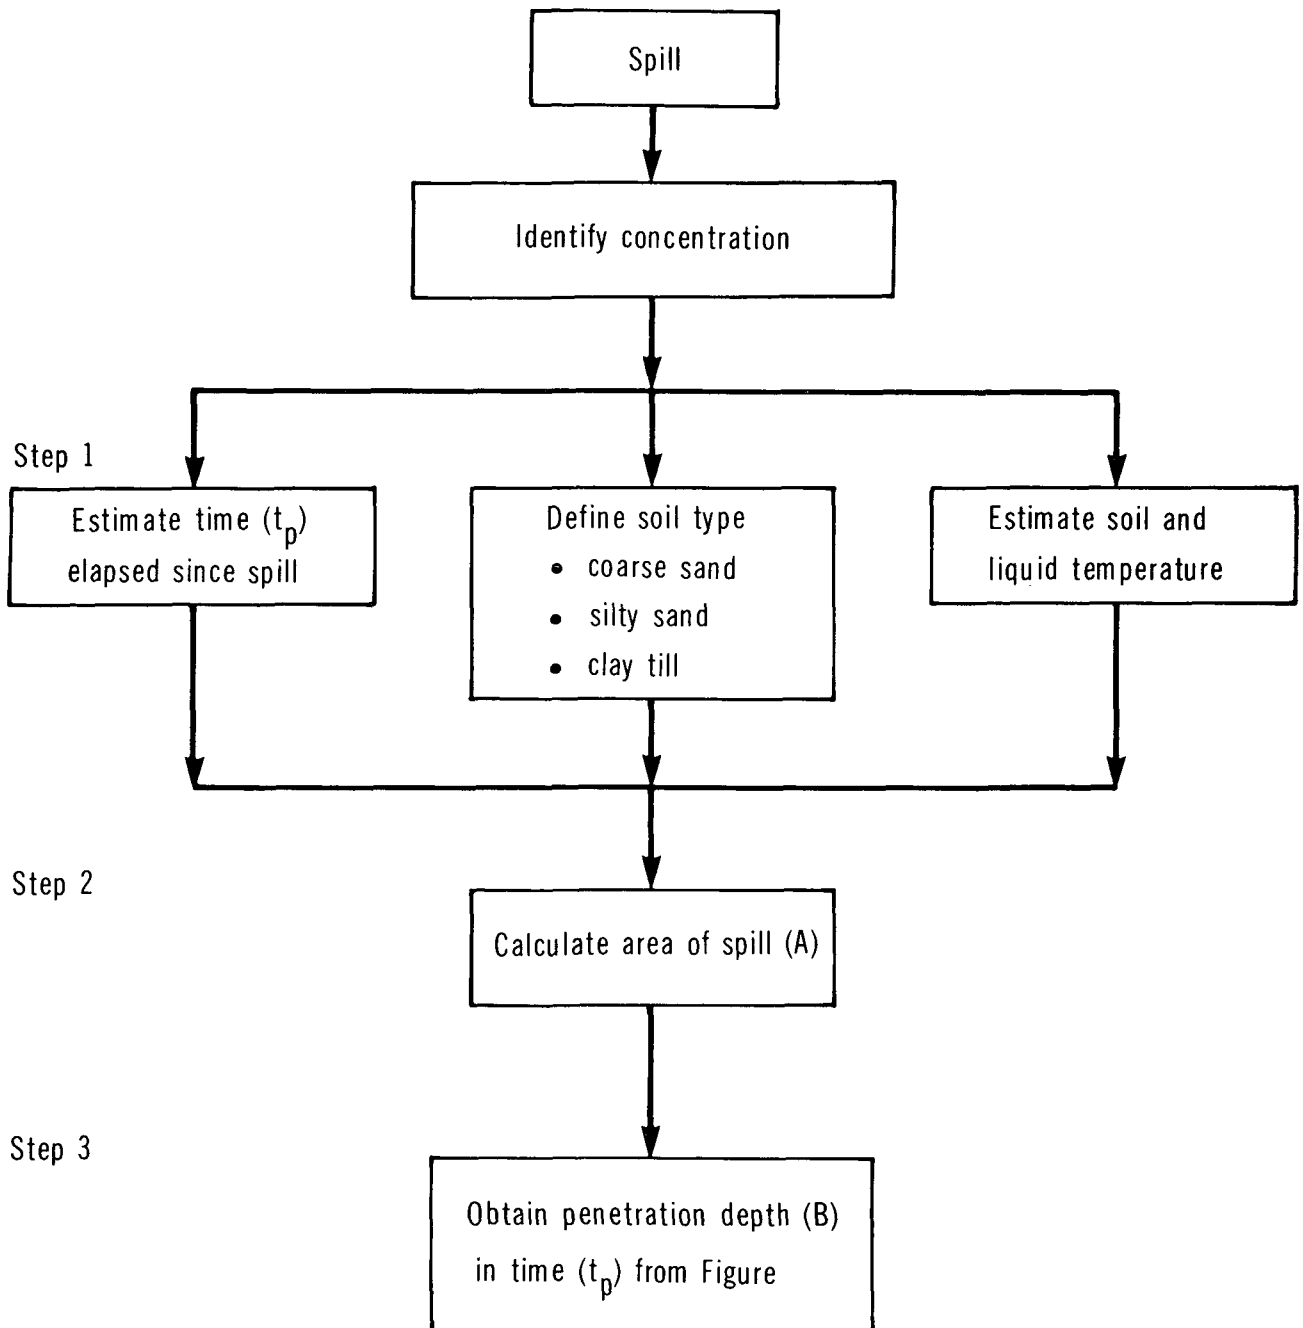 Spill
Identify concentration
Step 1
Estimate time (t_p)
elapsed since spill
Define soil type
• coarse sand
• silty sand
• clay till
Estimate soil and
liquid temperature
Step 2
Calculate area of spill (A)
Step 3
Obtain penetration depth (B)
in time (t_p) from Figure